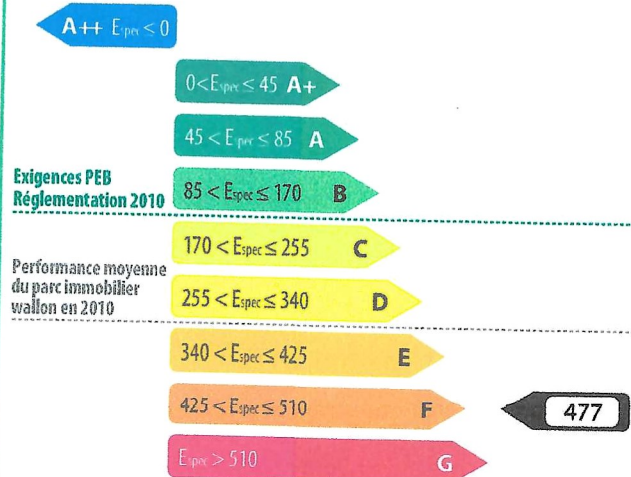 A++ Espec ≤ 0
0 < Espec ≤ 45 A+
45 < Espec ≤ 85 A
Exigences PEB
Réglementation 2010
85 < Espec ≤ 170 B
170 < Espec ≤ 255 C
Performance moyenne
du parc immobilier
wallon en 2010
255 < Espec ≤ 340 D
340 < Espec ≤ 425 E
425 < Espec ≤ 510 F
477
Espec > 510 G